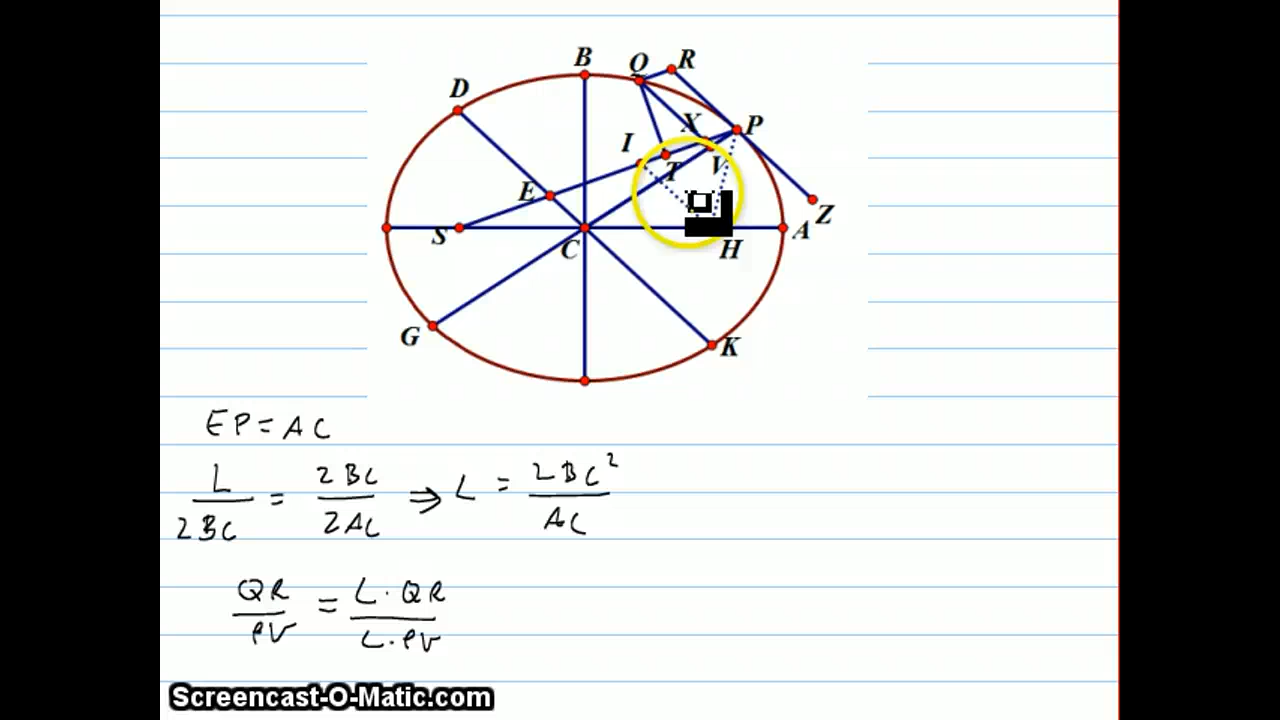 B
Q R
D
X P
I
T V
E
Z
S C H A
G
K
EP = AC
L/2BC = 2BC/2AC ⇒ L = 2BC²/AC
QR/PV = L·QR/L·PV
Screencast-O-Matic.com